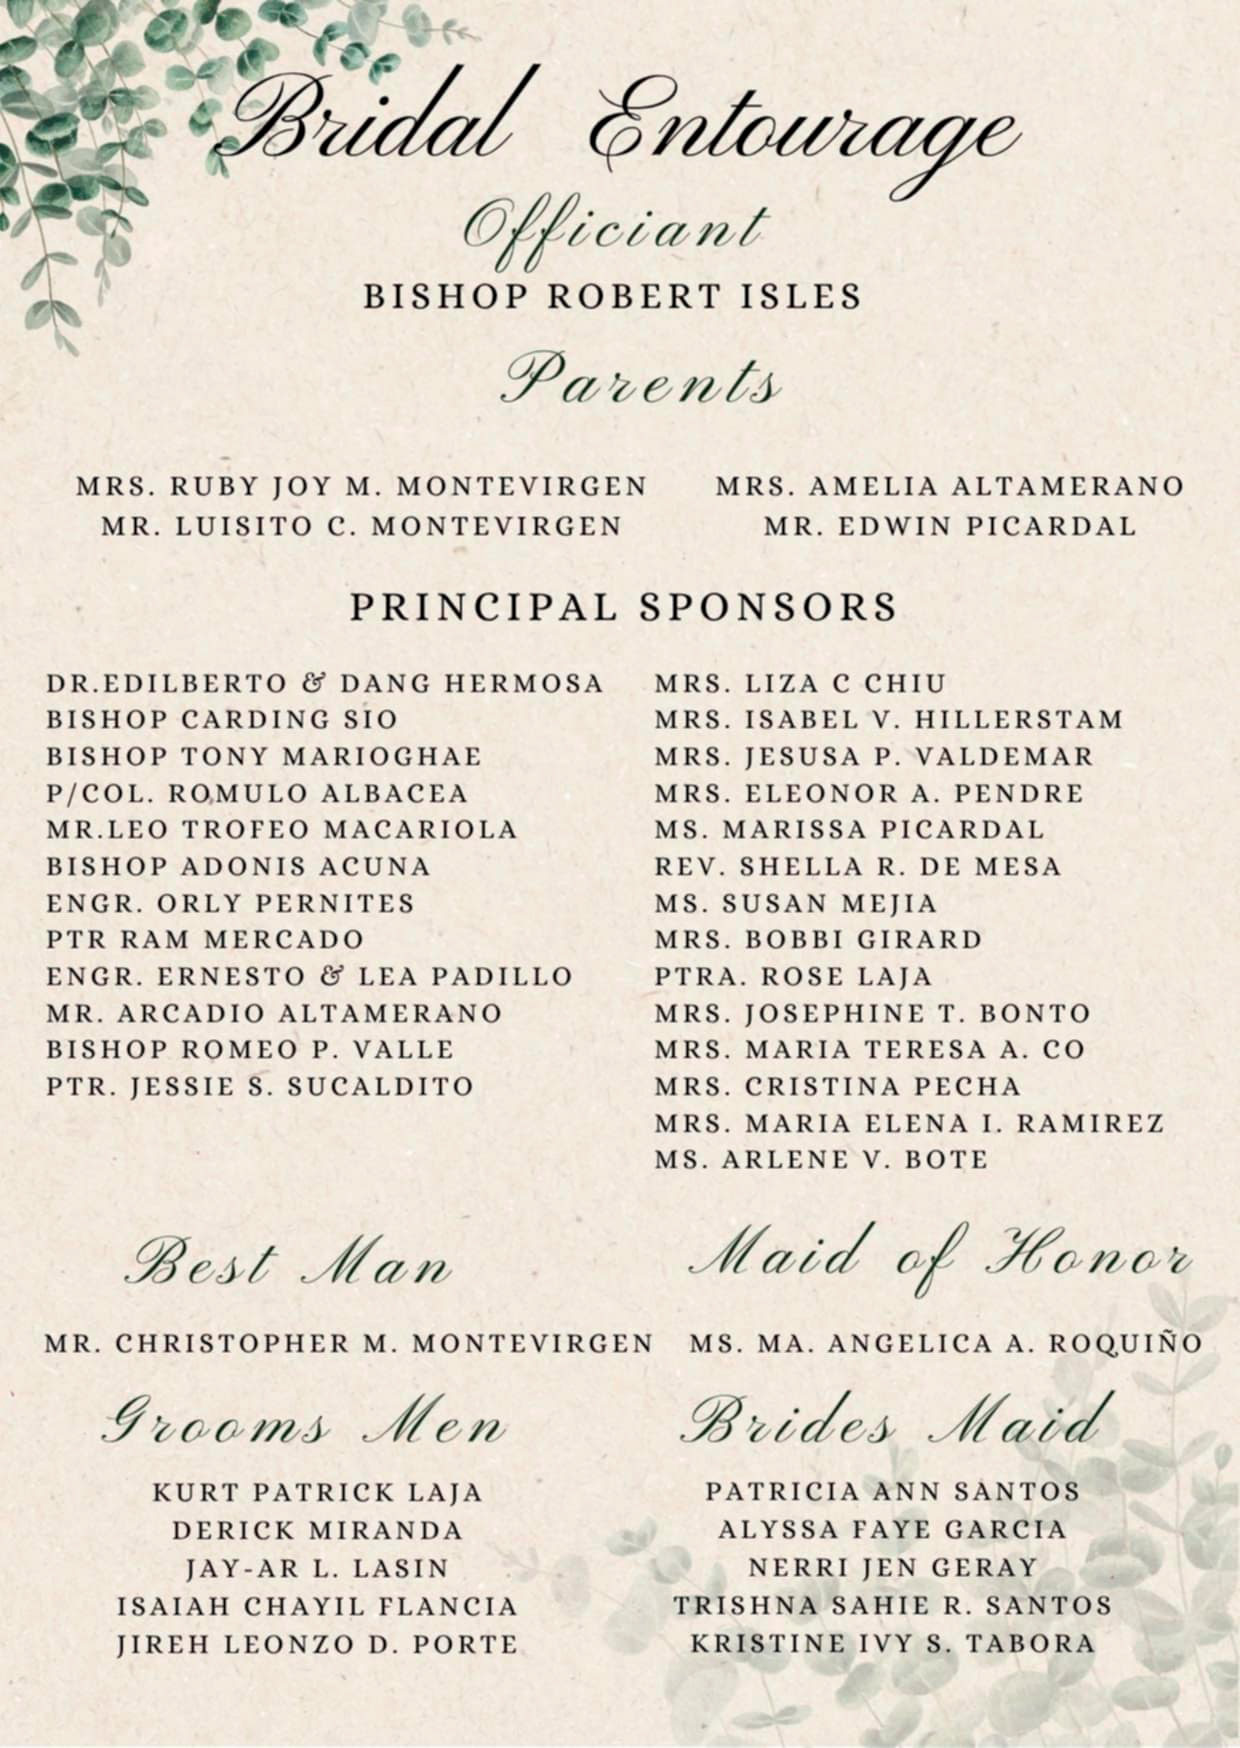 Bridal Entourage
Officiant
BISHOP ROBERT ISLES
Parents
MRS. RUBY JOY M. MONTEVIRGEN
MR. LUISITO C. MONTEVIRGEN
MRS. AMELIA ALTAMERANO
MR. EDWIN PICARDAL
PRINCIPAL SPONSORS
DR.EDILBERTO & DANG HERMOSA
BISHOP CARDING SIO
BISHOP TONY MARIOGHAE
P/COL. ROMULO ALBACEA
MR.LEO TROFEO MACARIOLA
BISHOP ADONIS ACUNA
ENGR. ORLY PERNITES
PTR RAM MERCADO
ENGR. ERNESTO & LEA PADILLO
MR. ARCADIO ALTAMERANO
BISHOP ROMEO P. VALLE
PTR. JESSIE S. SUCALDITO
MRS. LIZA C CHIU
MRS. ISABEL V. HILLERSTAM
MRS. JESUSA P. VALDEMAR
MRS. ELEONOR A. PENDRE
MS. MARISSA PICARDAL
REV. SHELLA R. DE MESA
MS. SUSAN MEJIA
MRS. BOBBI GIRARD
PTRA. ROSE LAJA
MRS. JOSEPHINE T. BONTO
MRS. MARIA TERESA A. CO
MRS. CRISTINA PECHA
MRS. MARIA ELENA I. RAMIREZ
MS. ARLENE V. BOTE
Best Man
MR. CHRISTOPHER M. MONTEVIRGEN
Maid of Honor
MS. MA. ANGELICA A. ROQUIÑO
Grooms Men
KURT PATRICK LAJA
DERICK MIRANDA
JAY-AR L. LASIN
ISAIAH CHAYIL FLANCIA
JIREH LEONZO D. PORTE
Brides Maid
PATRICIA ANN SANTOS
ALYSSA FAYE GARCIA
NERRI JEN GERAY
TRISHNA SAHIE R. SANTOS
KRISTINE IVY S. TABORA